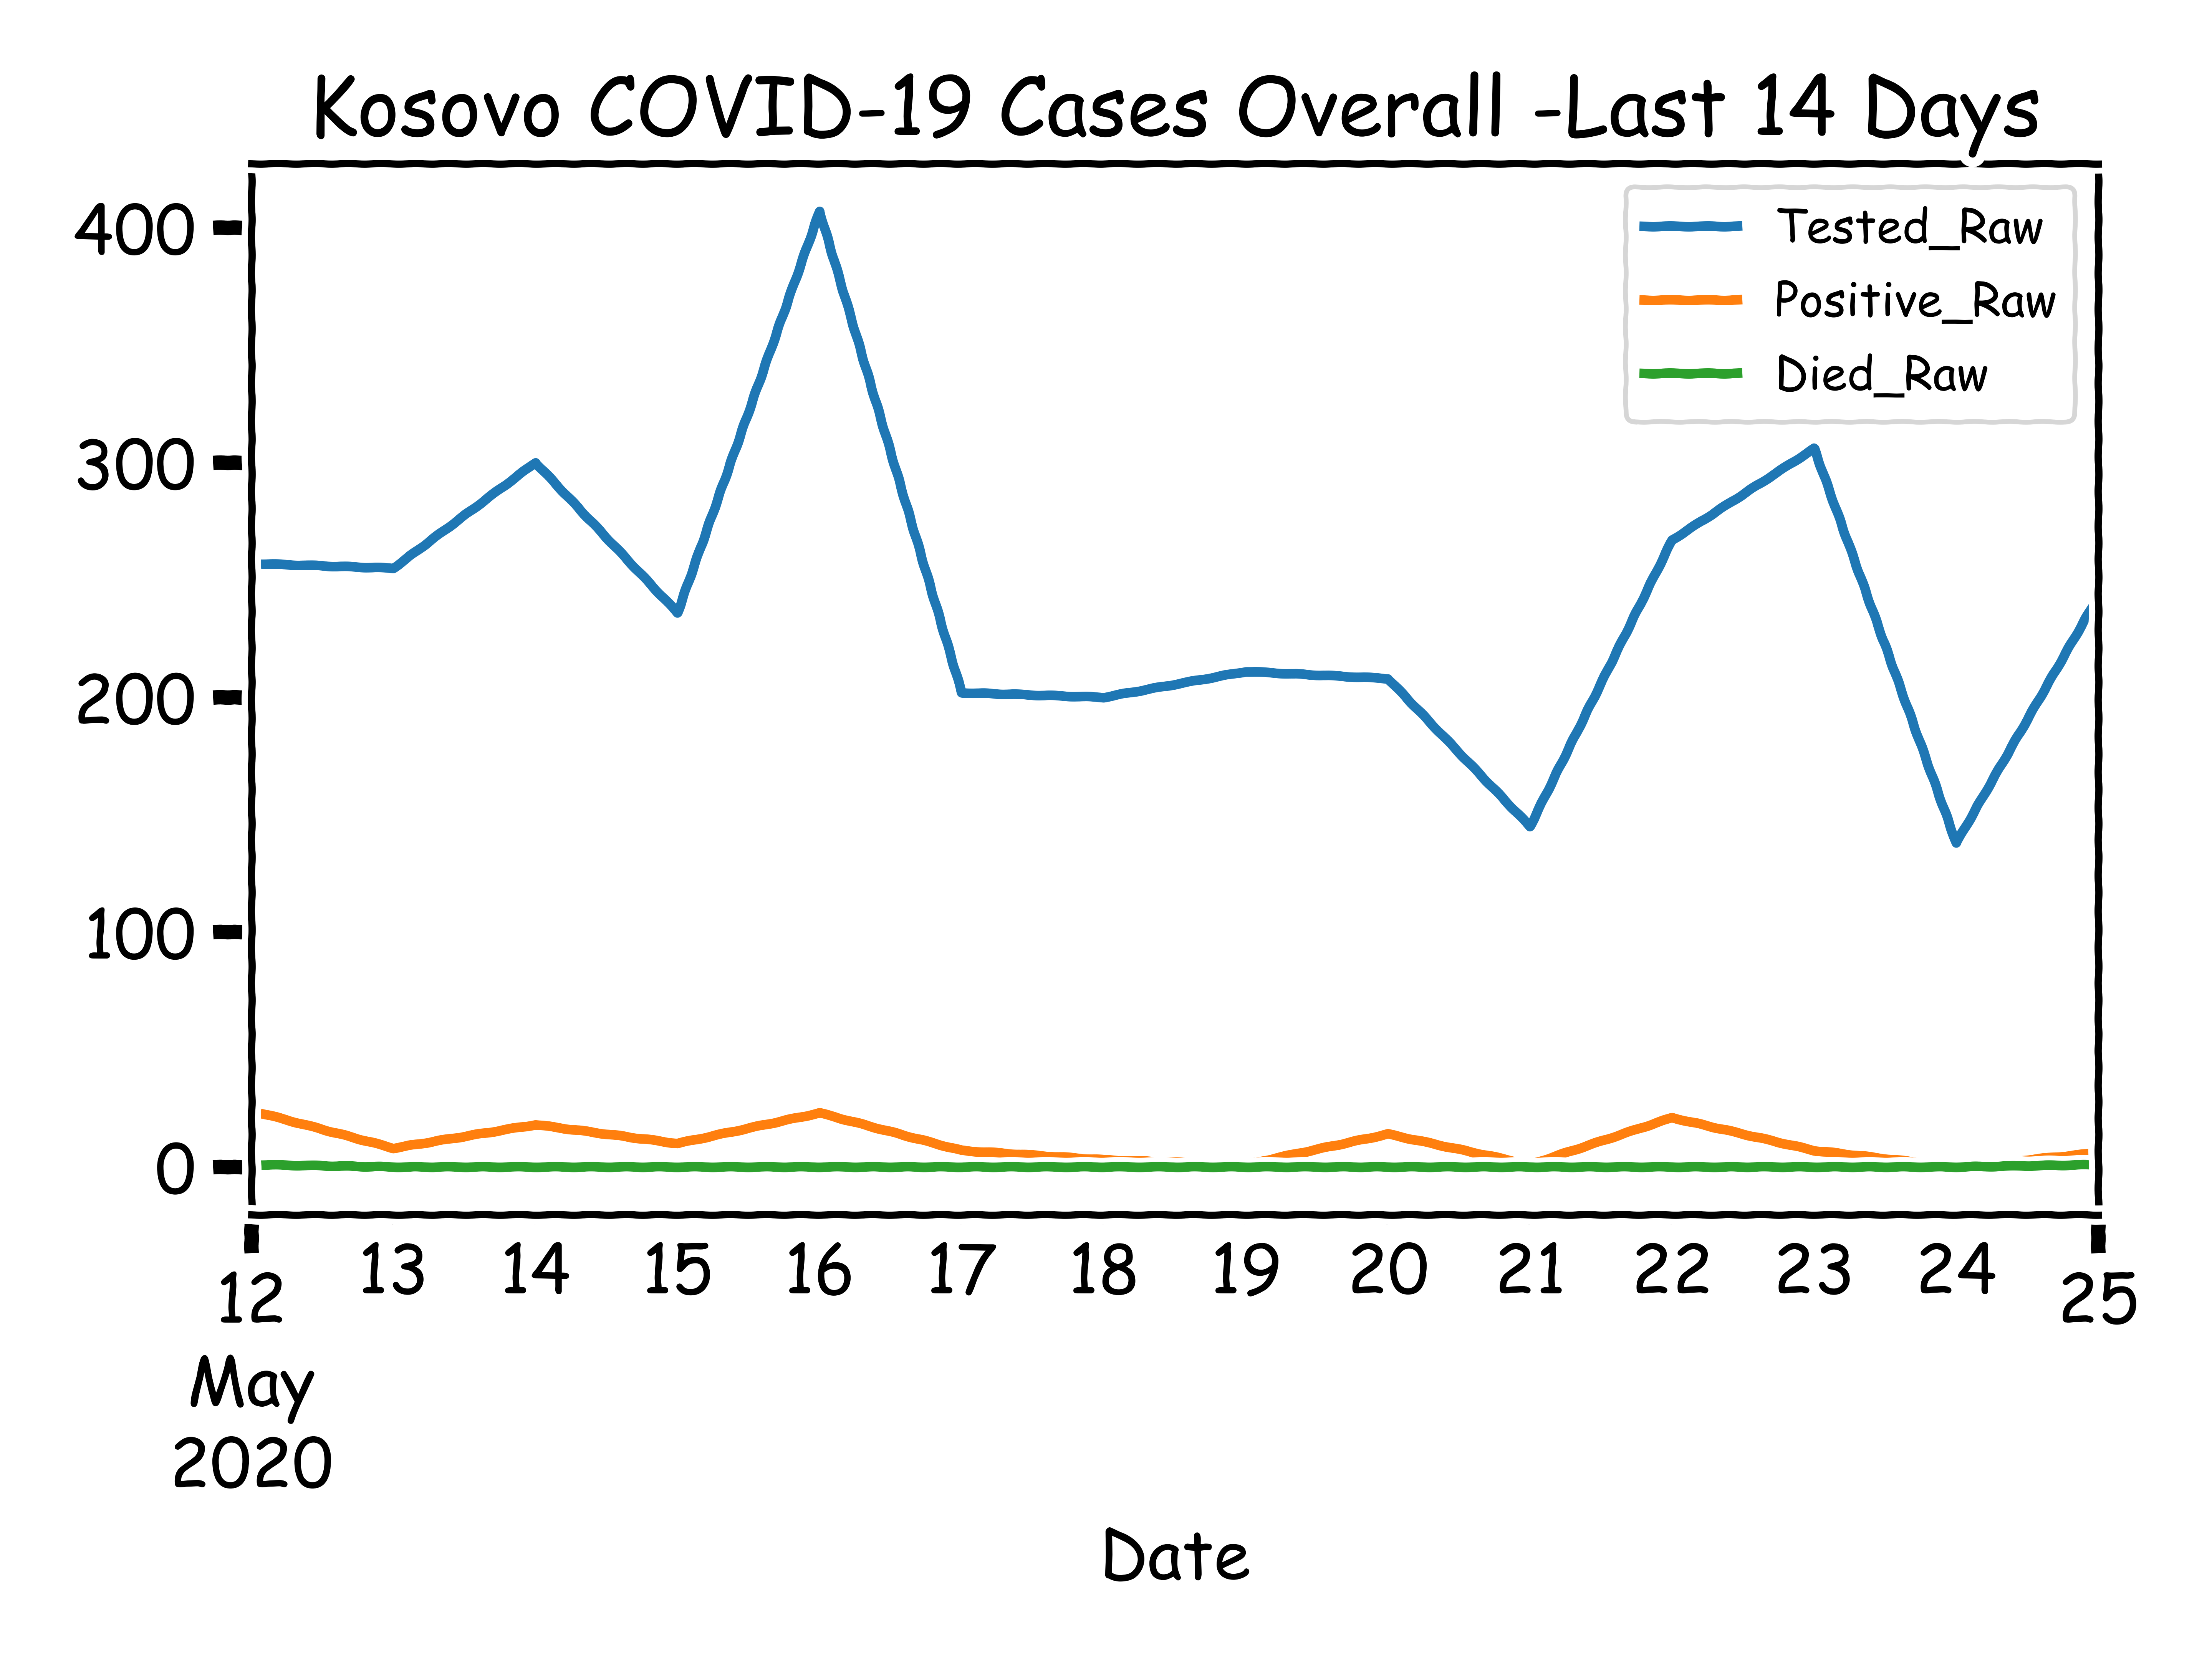 Kosovo COVID-19 Cases Overall -Last 14 Days
400
300
200
100
0
Tested_Raw
Positive_Raw
Died_Raw
12 13 14 15 16 17 18 19 20 21 22 23 24 25
May
2020
Date